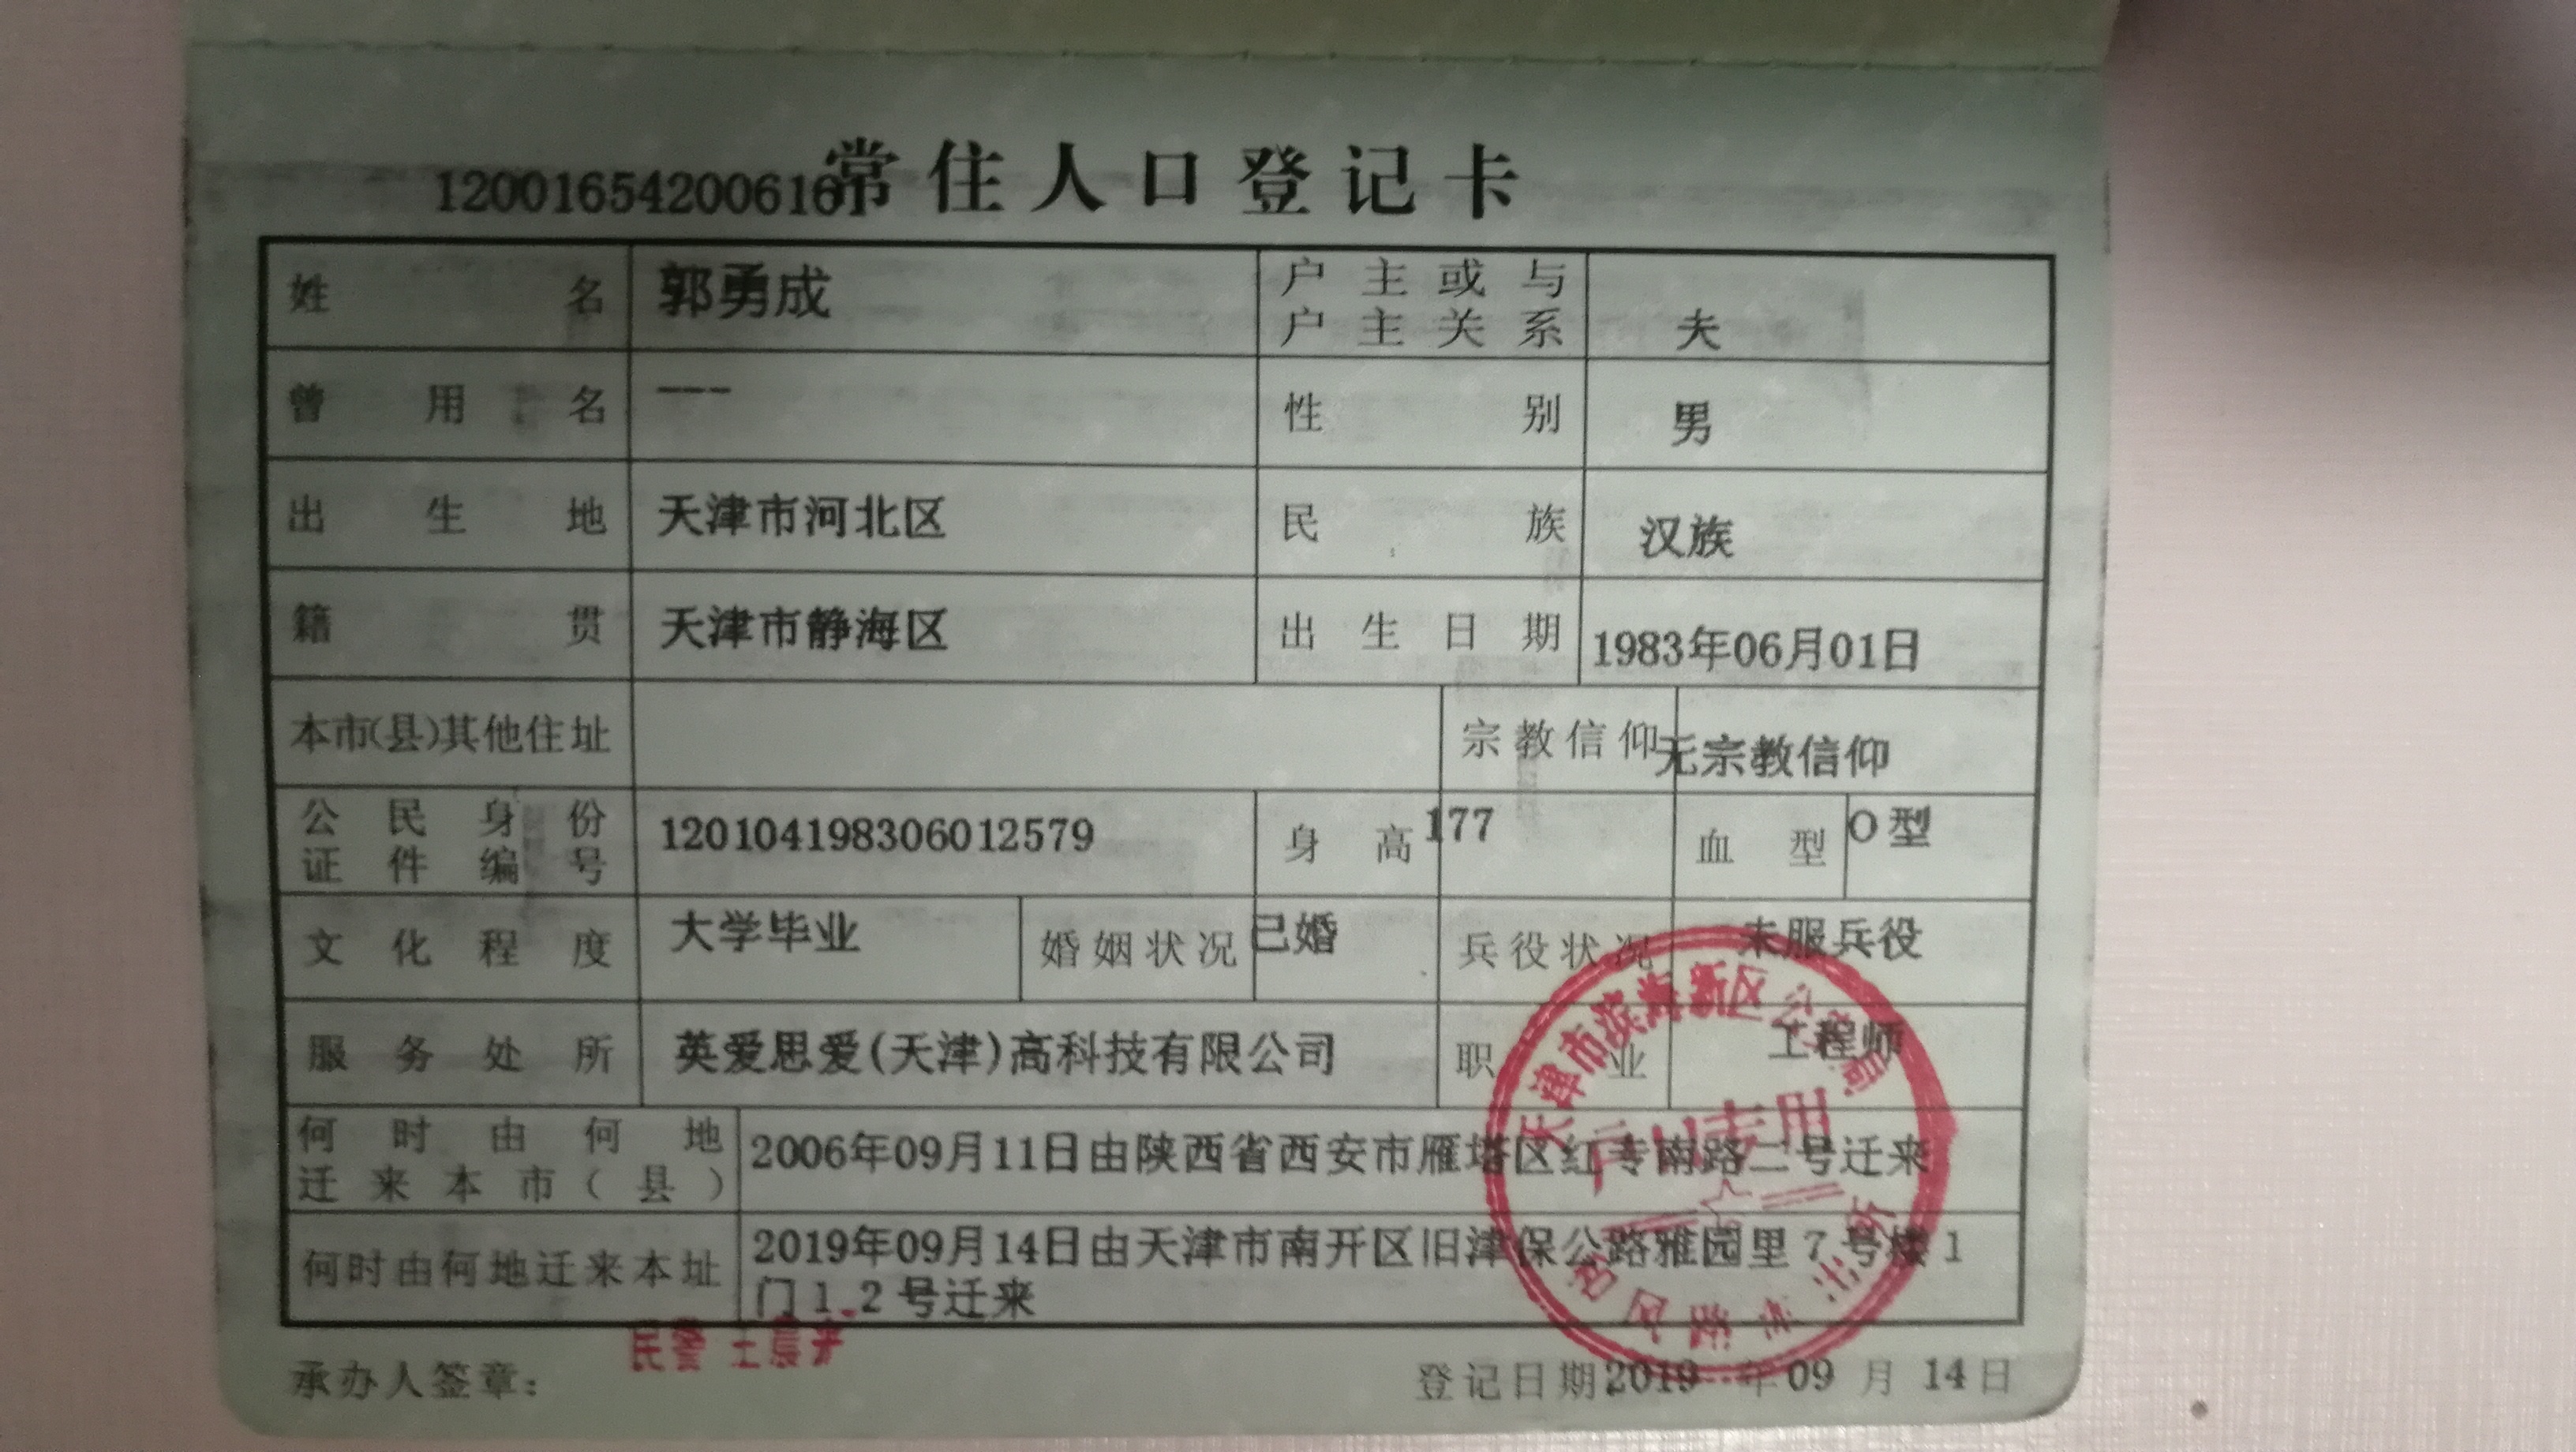 120016542006161
常住人口登记卡
姓名 郭勇成 户主或与户主关系 夫
曾用名 --- 性别 男
出生地 天津市河北区 民族 汉族
籍贯 天津市静海区 出生日期 1983年06月01日
本市(县)其他住址 宗教信仰 无宗教信仰
公民身份证件编号 120104198306012579 身高 177 血型 O型
文化程度 大学毕业 婚姻状况 已婚 兵役状况 未服兵役
服务处所 英爱思爱(天津)高科技有限公司 职业 工程师
何时由何地迁来本市(县) 2006年09月11日由陕西省西安市雁塔区红专南路二号迁来
何时由何地迁来本址 2019年09月14日由天津市南开区旧津保公路雅园里7号楼1
门1.2号迁来
天津市滨海新区公安局
户口专用
承办人签章: 民警
登记日期2019年09月14日